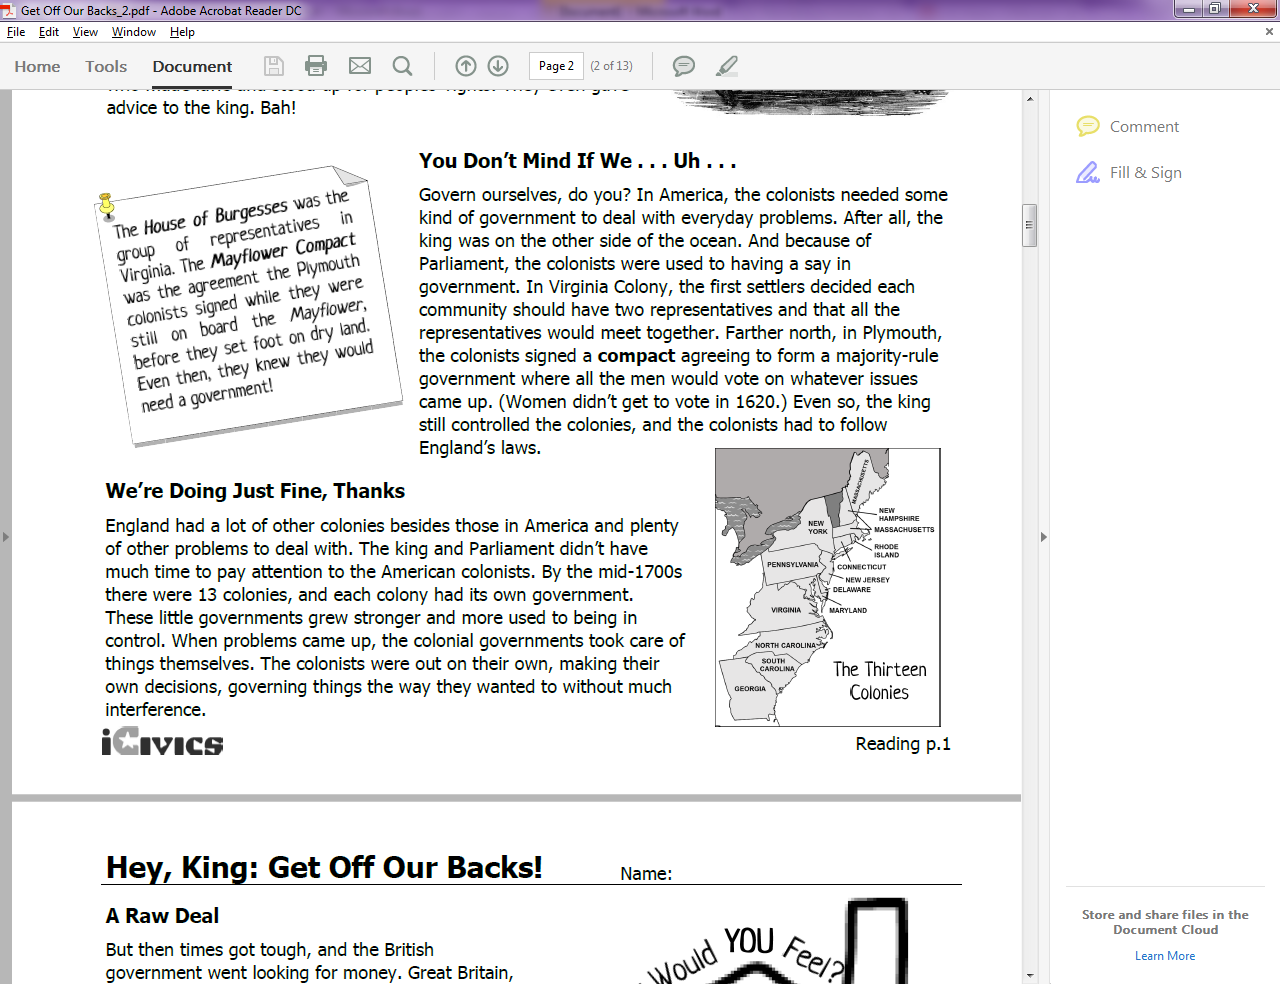 Get Off Our Backs_2.pdf - Adobe Acrobat Reader DC
File Edit View Window Help
Home Tools Document Page 2 (2 of 13)
advice to the king. Bah!
You Don't Mind If We . . . Uh . . .
Govern ourselves, do you? In America, the colonists needed some
kind of government to deal with everyday problems. After all, the
king was on the other side of the ocean. And because of
Parliament, the colonists were used to having a say in
government. In Virginia Colony, the first settlers decided each
community should have two representatives and that all the
representatives would meet together. Farther north, in Plymouth,
the colonists signed a compact agreeing to form a majority-rule
government where all the men would vote on whatever issues
came up. (Women didn't get to vote in 1620.) Even so, the king
still controlled the colonies, and the colonists had to follow
England's laws.
The House of Burgesses was the
group of representatives in
Virginia. The Mayflower Compact
was the agreement the Plymouth
colonists signed while they were
still on board the Mayflower,
before they set foot on dry land.
Even then, they knew they would
need a government!
We're Doing Just Fine, Thanks
England had a lot of other colonies besides those in America and plenty
of other problems to deal with. The king and Parliament didn't have
much time to pay attention to the American colonists. By the mid-1700s
there were 13 colonies, and each colony had its own government.
These little governments grew stronger and more used to being in
control. When problems came up, the colonial governments took care of
things themselves. The colonists were out on their own, making their
own decisions, governing things the way they wanted to without much
interference.
MASSACHUSETTS
NEW
HAMPSHIRE
NEW
YORK
MASSACHUSETTS
RHODE
ISLAND
PENNSYLVANIA
CONNECTICUT
NEW JERSEY
DELAWARE
VIRGINIA
MARYLAND
NORTH CAROLINA
SOUTH
CAROLINA
GEORGIA
The Thirteen
Colonies
iCivics
Reading p.1
Hey, King: Get Off Our Backs!
Name:
A Raw Deal
But then times got tough, and the British
government went looking for money. Great Britain,
Would YOU Feel?
Comment
Fill & Sign
Store and share files in the
Document Cloud
Learn More